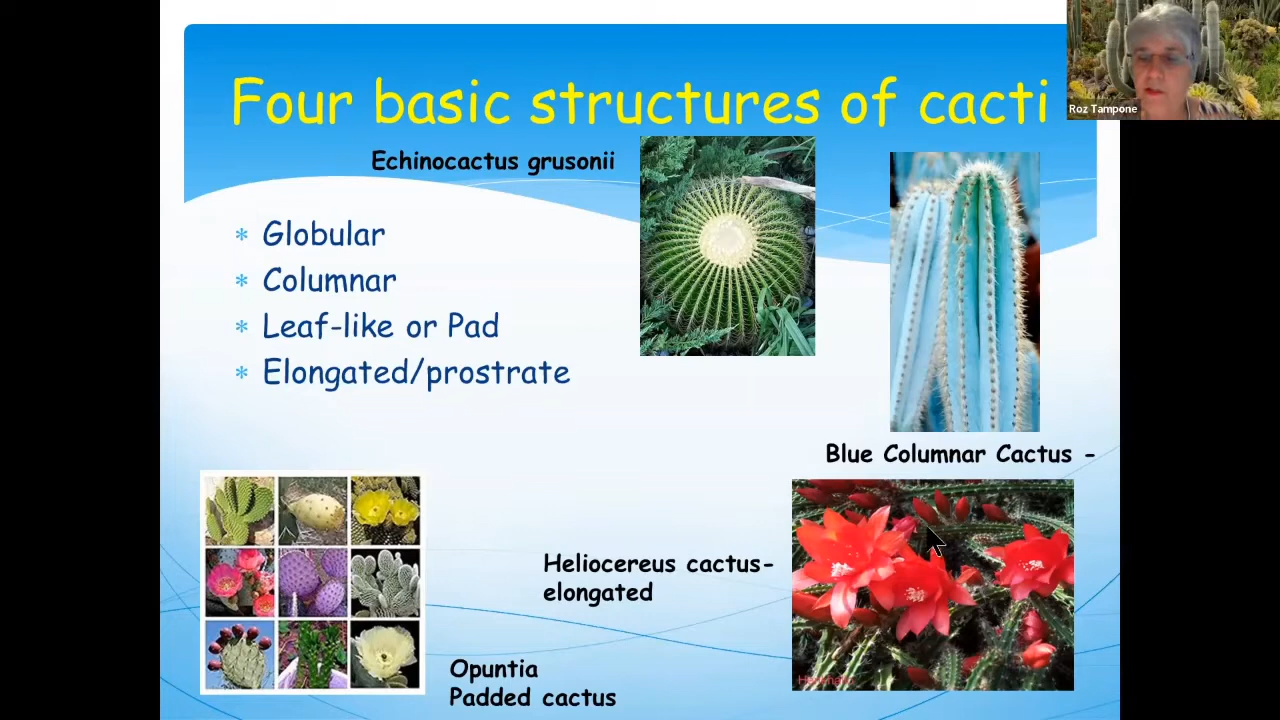 Four basic structures of cacti
Roz Tampone
Echinocactus grusonii
* Globular
* Columnar
* Leaf-like or Pad
* Elongated/prostrate
Blue Columnar Cactus -
Heliocereus cactus-
elongated
Opuntia
Padded cactus